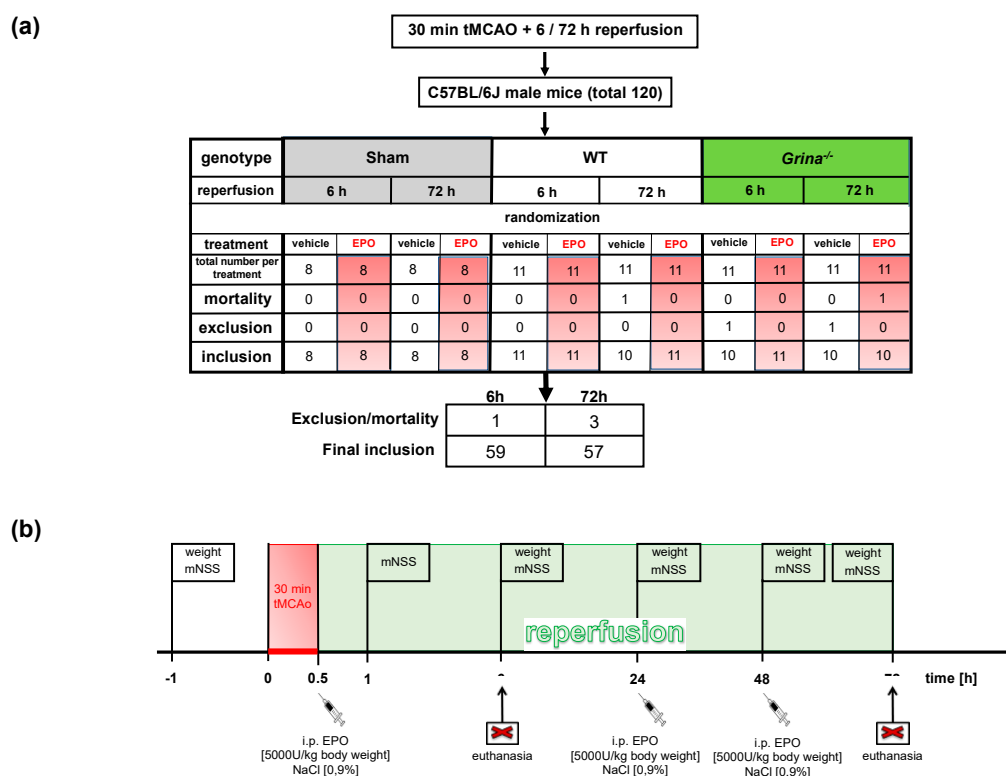 (a)
30 min tMCAO + 6 / 72 h reperfusion
C57BL/6J male mice (total 120)
genotype Sham WT Grina-/-
reperfusion 6 h 72 h 6 h 72 h 6 h 72 h
randomization
treatment vehicle EPO vehicle EPO vehicle EPO vehicle EPO vehicle EPO vehicle EPO
total number per
treatment 8 8 8 8 11 11 11 11 11 11 11 11
mortality 0 0 0 0 0 0 1 0 0 0 0 1
exclusion 0 0 0 0 0 0 0 0 1 0 1 0
inclusion 8 8 8 8 11 11 10 11 10 11 10 10
6h 72h
Exclusion/mortality 1 3
Final inclusion 59 57
(b)
weight
mNSS
30 min
tMCAo
mNSS
weight
mNSS
weight
mNSS
weight
mNSS
weight
mNSS
reperfusion
-1 0 0.5 1 24 48 time [h]
i.p. EPO
[5000U/kg body weight]
NaCl [0,9%]
euthanasia
i.p. EPO
[5000U/kg body weight]
NaCl [0,9%]
i.p. EPO
[5000U/kg body weight]
NaCl [0,9%]
euthanasia